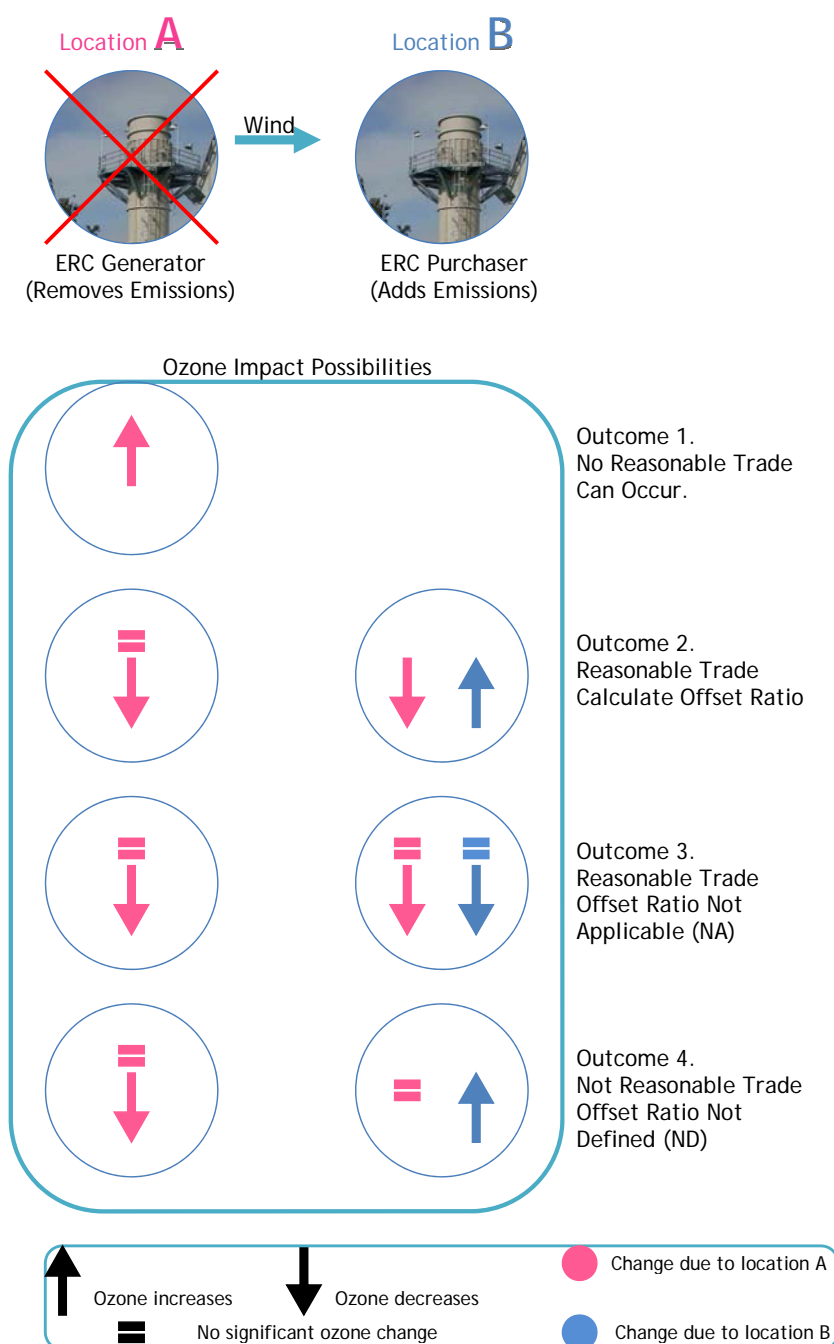 Location A
Location B
Wind
ERC Generator
(Removes Emissions)
ERC Purchaser
(Adds Emissions)
Ozone Impact Possibilities
Outcome 1.
No Reasonable Trade
Can Occur.
Outcome 2.
Reasonable Trade
Calculate Offset Ratio
Outcome 3.
Reasonable Trade
Offset Ratio Not
Applicable (NA)
Outcome 4.
Not Reasonable Trade
Offset Ratio Not
Defined (ND)
Ozone increases
Ozone decreases
Change due to location A
No significant ozone change
Change due to location B